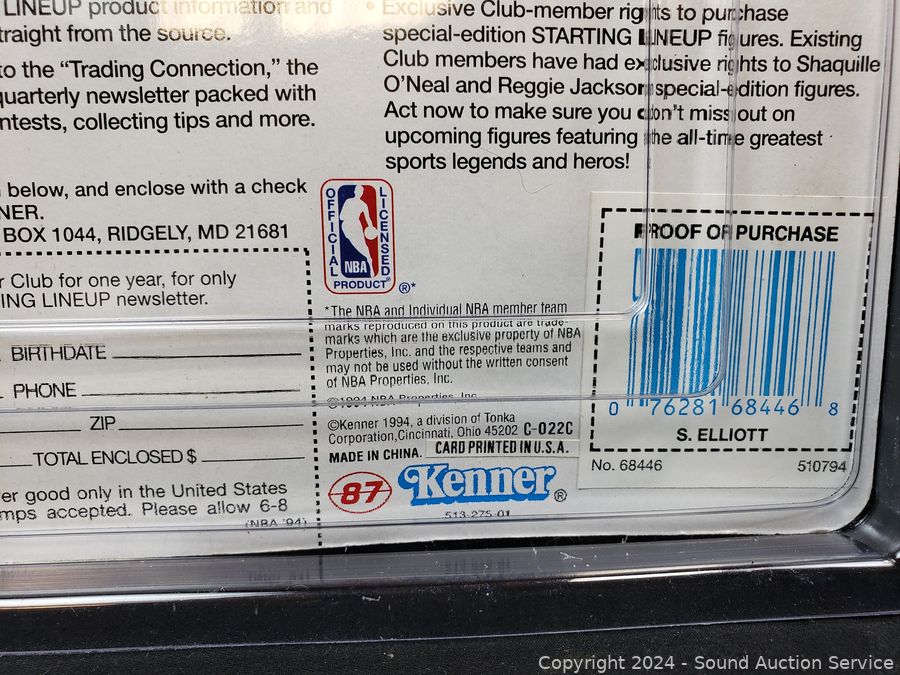 LINEUP product information and
traight from the source.
to the “Trading Connection,” the
quarterly newsletter packed with
ntests, collecting tips and more.
below, and enclose with a check
NER.
BOX 1044, RIDGELY, MD 21681
r Club for one year, for only
ING LINEUP newsletter.
BIRTHDATE
PHONE
ZIP
TOTAL ENCLOSED $
er good only in the United States
mps accepted. Please allow 6-8
(NBA '94)
• Exclusive Club-member rights to purchase
special-edition STARTING LINEUP figures. Existing
Club members have had exclusive rights to Shaquille
O’Neal and Reggie Jackson special-edition figures.
Act now to make sure you don’t miss out on
upcoming figures featuring the all-time greatest
sports legends and heros!
OFFICIAL
LICENSED
NBA
PRODUCT®
®*
*The NBA and Individual NBA member team
marks reproduced on this product are trade-
marks which are the exclusive property of NBA
Properties, Inc. and the respective teams and
may not be used without the written consent
of NBA Properties, Inc.
©1994 NBA Properties, Inc.
©Kenner 1994, a division of Tonka
Corporation,Cincinnati, Ohio 45202 C-022C
MADE IN CHINA. CARD PRINTED IN U.S.A.
87 Kenner®
513-275-01
PROOF OF PURCHASE
0 76281 68446 8
S. ELLIOTT
No. 68446 510794
Copyright 2024 - Sound Auction Service